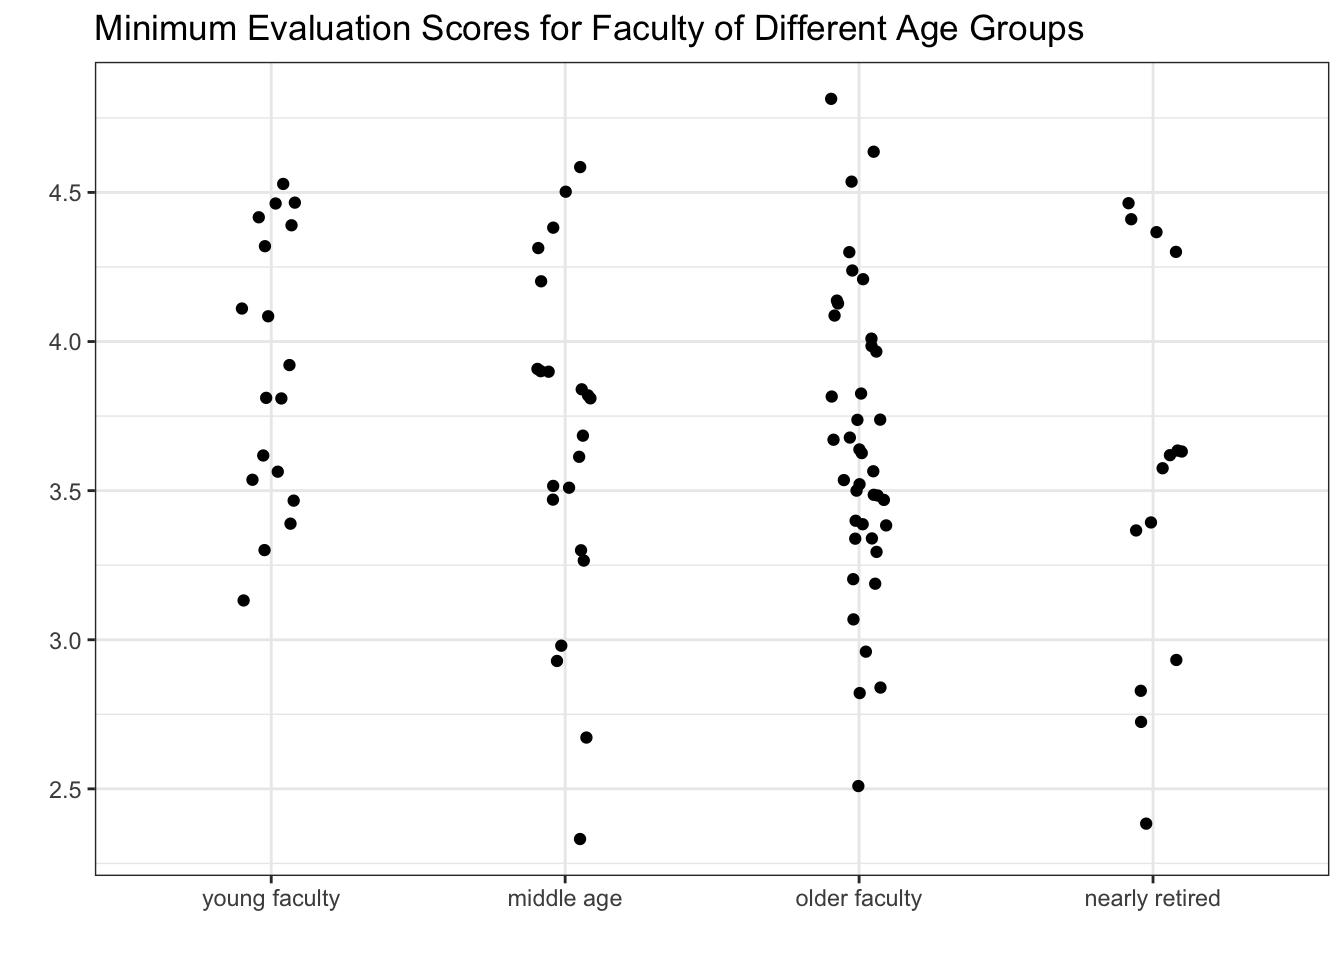 Minimum Evaluation Scores for Faculty of Different Age Groups
4.5
4.0
3.5
3.0
2.5
young faculty middle age older faculty nearly retired